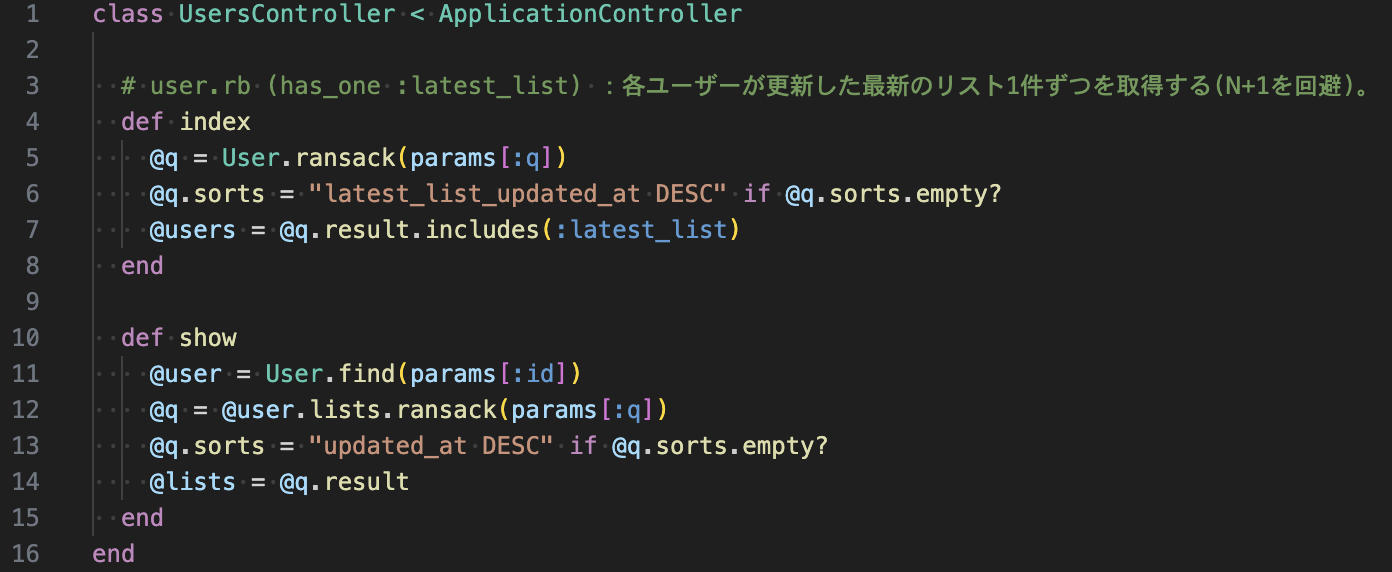 1 class UsersController < ApplicationController
2
3   # user.rb (has_one :latest_list) :各ユーザーが更新した最新のリスト1件ずつを取得する(N+1を回避)。
4   def index
5     @q = User.ransack(params[:q])
6     @q.sorts = "latest_list_updated_at DESC" if @q.sorts.empty?
7     @users = @q.result.includes(:latest_list)
8   end
9
10   def show
11     @user = User.find(params[:id])
12     @q = @user.lists.ransack(params[:q])
13     @q.sorts = "updated_at DESC" if @q.sorts.empty?
14     @lists = @q.result
15   end
16 end